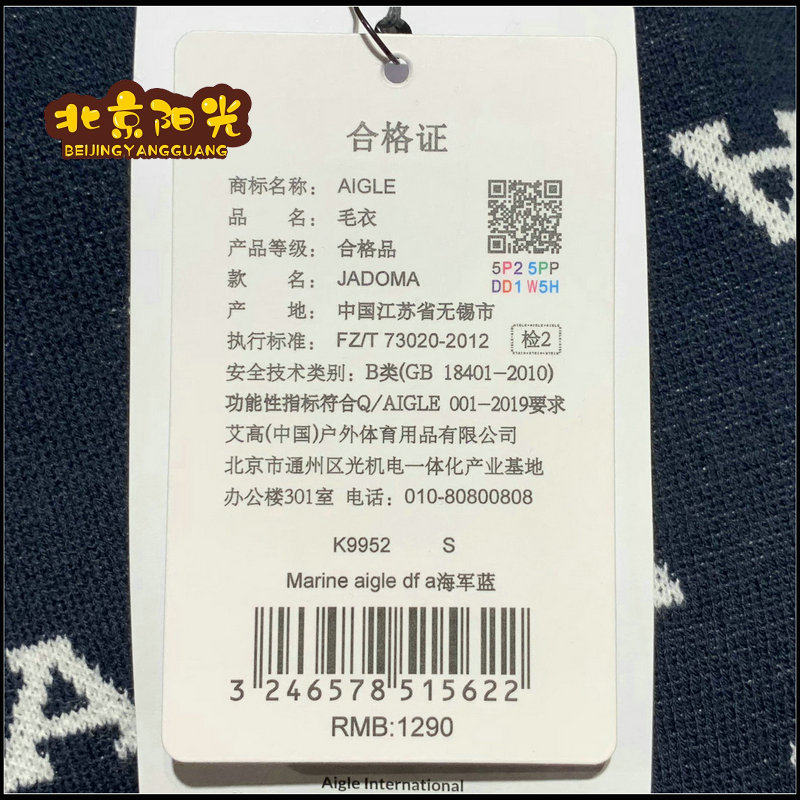 北京阳光
BEIJINGYANGGUANG
合格证
商标名称： AIGLE
品 名： 毛衣
产品等级： 合格品
款 名： JADOMA
产 地： 中国江苏省无锡市
执行标准： FZ/T 73020-2012 检2
5P2 5PP
DD1 W5H
安全技术类别： B类(GB 18401-2010)
功能性指标符合Q/AIGLE 001-2019要求
艾高(中国)户外体育用品有限公司
北京市通州区光机电一体化产业基地
办公楼301室 电话： 010-80800808
K9952 S
Marine aigle df a海军蓝
3 246578 515622
RMB:1290
Aigle International
A
A